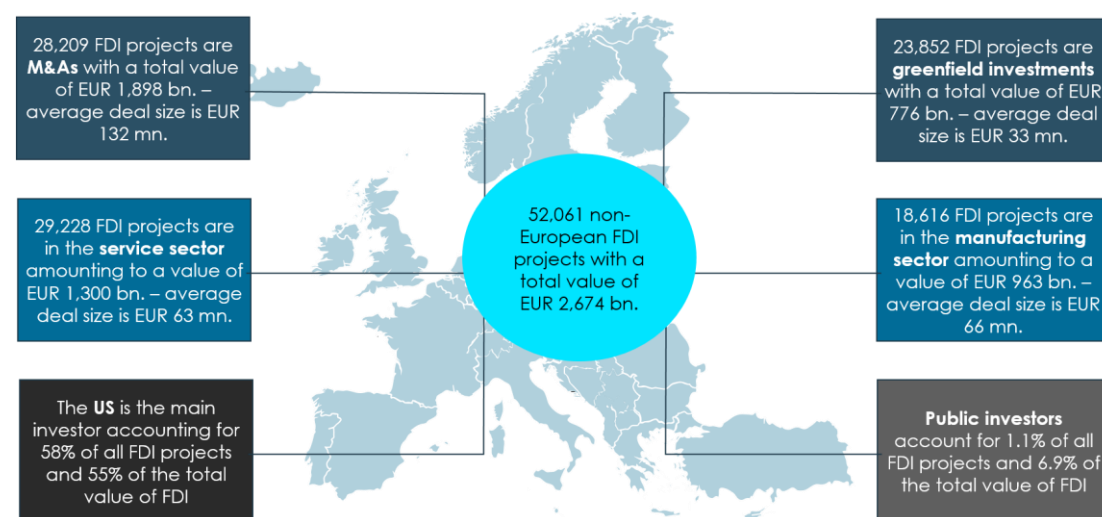 28,209 FDI projects are
M&As with a total value
of EUR 1,898 bn. –
average deal size is EUR
132 mn.
23,852 FDI projects are
greenfield investments
with a total value of EUR
776 bn. – average deal
size is EUR 33 mn.
29,228 FDI projects are
in the service sector
amounting to a value of
EUR 1,300 bn. – average
deal size is EUR 63 mn.
52,061 non-
European FDI
projects with a
total value of
EUR 2,674 bn.
18,616 FDI projects are
in the manufacturing
sector amounting to a
value of EUR 963 bn. –
average deal size is EUR
66 mn.
The US is the main
investor accounting for
58% of all FDI projects
and 55% of the total
value of FDI
Public investors
account for 1.1% of all
FDI projects and 6.9% of
the total value of FDI